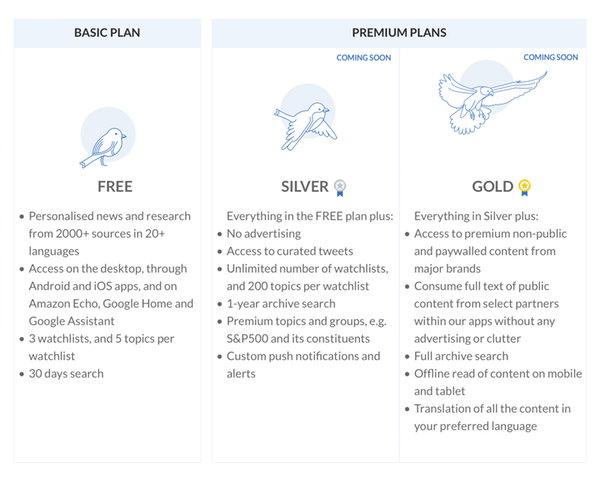 BASIC PLAN
FREE
• Personalised news and research
from 2000+ sources in 20+
languages
• Access on the desktop, through
Android and iOS apps, and on
Amazon Echo, Google Home and
Google Assistant
• 3 watchlists, and 5 topics per
watchlist
• 30 days search
PREMIUM PLANS
COMING SOON
SILVER
Everything in the FREE plan plus:
• No advertising
• Access to curated tweets
• Unlimited number of watchlists,
and 200 topics per watchlist
• 1-year archive search
• Premium topics and groups, e.g.
S&P500 and its constituents
• Custom push notifications and
alerts
COMING SOON
GOLD
Everything in Silver plus:
• Access to premium non-public
and paywalled content from
major brands
• Consume full text of public
content from select partners
within our apps without any
advertising or clutter
• Full archive search
• Offline read of content on mobile
and tablet
• Translation of all the content in
your preferred language